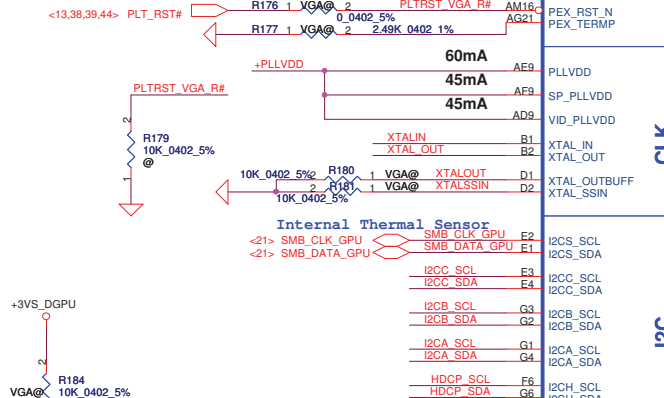 R176 1 VGA@ 2 PLTRST_VGA_R# AM16 PEX_RST_N
<13,38,39,44> PLT_RST# 0_0402_5%
AG21 PEX_TERMP
R177 1 VGA@ 2 2.49K_0402_1%
60mA
+PLLVDD AE9 PLLVDD
45mA
AF9 SP_PLLVDD
45mA
AD9 VID_PLLVDD
PLTRST_VGA_R#
2
R179
10K_0402_5%
@
1
XTALIN B1 XTAL_IN
XTAL_OUT B2 XTAL_OUT
CLK
10K_0402_5% 2 R180 1 VGA@ XTALOUT D1 XTAL_OUTBUFF
2 R181 1 VGA@ XTALSSIN D2 XTAL_SSIN
10K_0402_5%
Internal Thermal Sensor
<21> SMB_CLK_GPU SMB_CLK_GPU E2 I2CS_SCL
<21> SMB_DATA_GPU SMB_DATA_GPU E1 I2CS_SDA
I2CC_SCL E3 I2CC_SCL
I2CC_SDA E4 I2CC_SDA
I2CB_SCL G3 I2CB_SCL
I2CB_SDA G2 I2CB_SDA
I2C
I2CA_SCL G1 I2CA_SCL
I2CA_SDA G4 I2CA_SDA
HDCP_SCL F6 I2CH_SCL
HDCP_SDA G6 I2CH_SDA
+3VS_DGPU
2
R184
VGA@ 10K_0402_5%